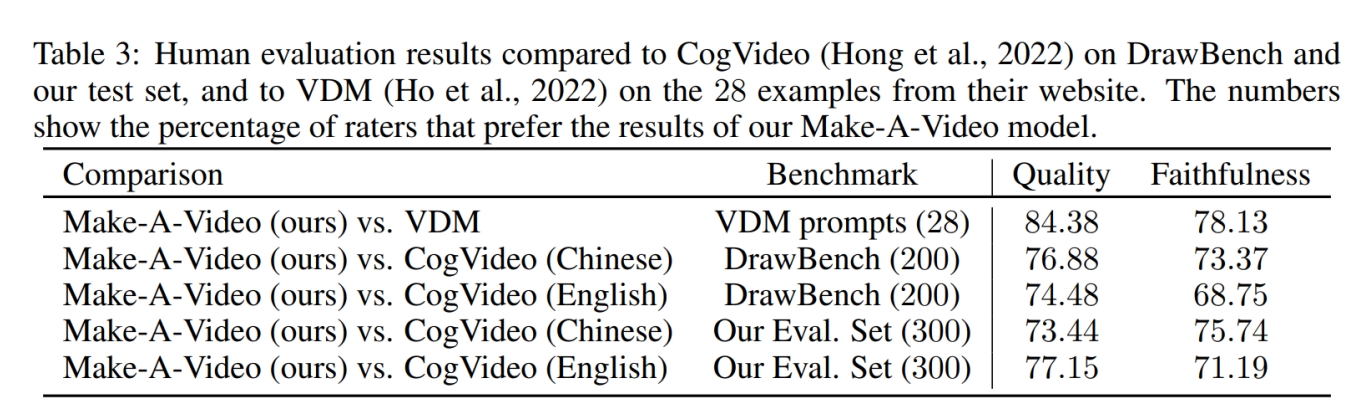 Table 3: Human evaluation results compared to CogVideo (Hong et al., 2022) on DrawBench and
our test set, and to VDM (Ho et al., 2022) on the 28 examples from their website. The numbers
show the percentage of raters that prefer the results of our Make-A-Video model.
Comparison Benchmark Quality Faithfulness
Make-A-Video (ours) vs. VDM VDM prompts (28) 84.38 78.13
Make-A-Video (ours) vs. CogVideo (Chinese) DrawBench (200) 76.88 73.37
Make-A-Video (ours) vs. CogVideo (English) DrawBench (200) 74.48 68.75
Make-A-Video (ours) vs. CogVideo (Chinese) Our Eval. Set (300) 73.44 75.74
Make-A-Video (ours) vs. CogVideo (English) Our Eval. Set (300) 77.15 71.19